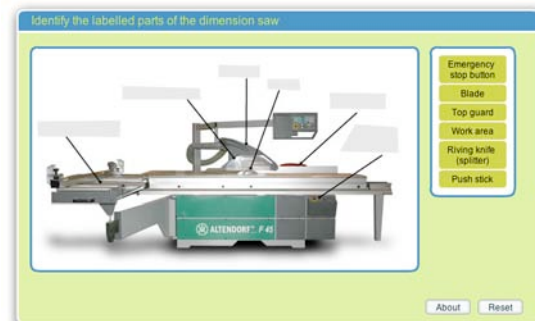 Identify the labelled parts of the dimension saw
Emergency
stop button
Blade
Top guard
Work area
Riving knife
(splitter)
Push stick
ALTENDORF F 45
About
Reset